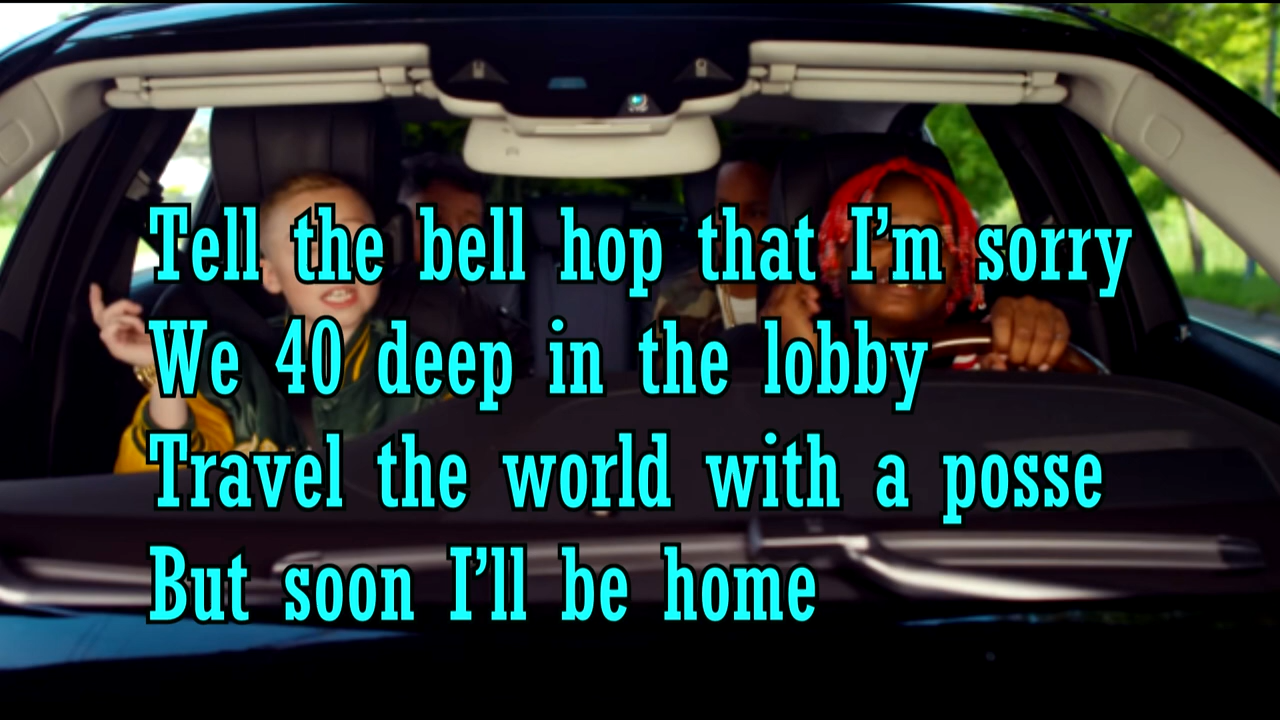 Tell the bell hop that I'm sorry
We 40 deep in the lobby
Travel the world with a posse
But soon I'll be home